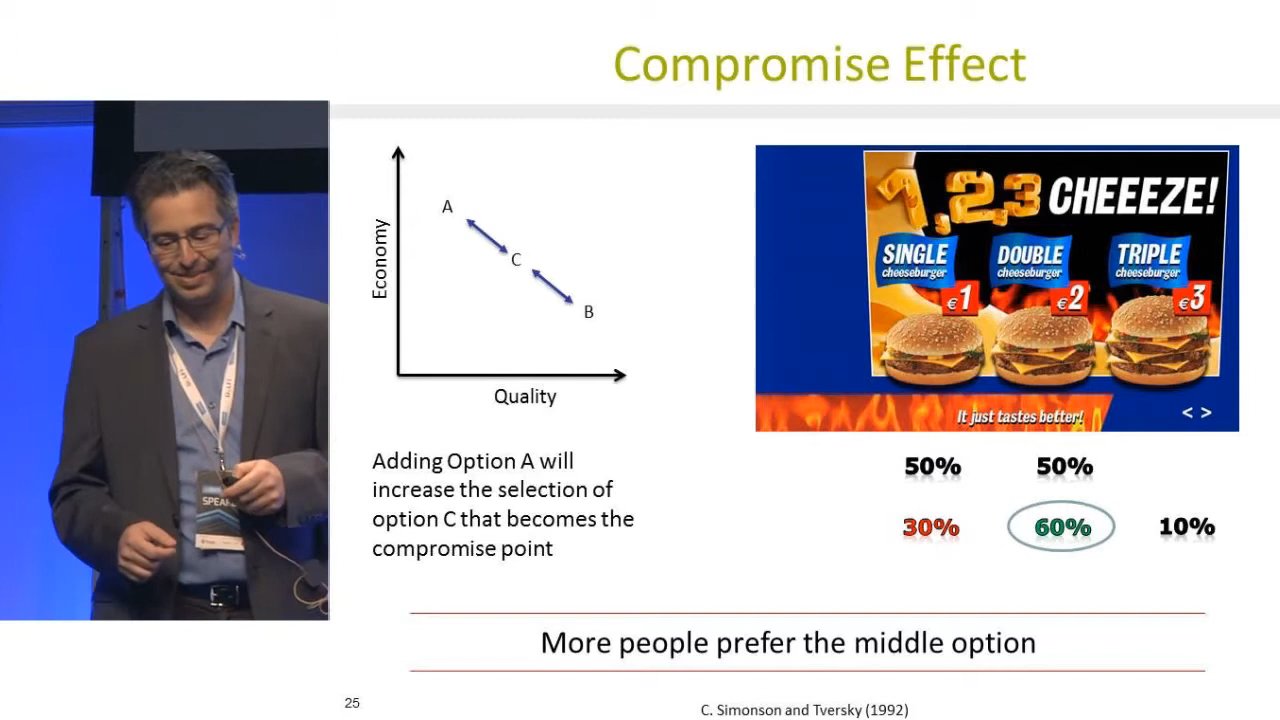 Compromise Effect
A
C
B
Economy
Quality
1,2,3 CHEEEZE!
SINGLE
cheeseburger
€1
DOUBLE
cheeseburger
€2
TRIPLE
cheeseburger
€3
It just tastes better!
< >
Adding Option A will
increase the selection of
option C that becomes the
compromise point
50% 50%
30% 60% 10%
More people prefer the middle option
25
C. Simonson and Tversky (1992)